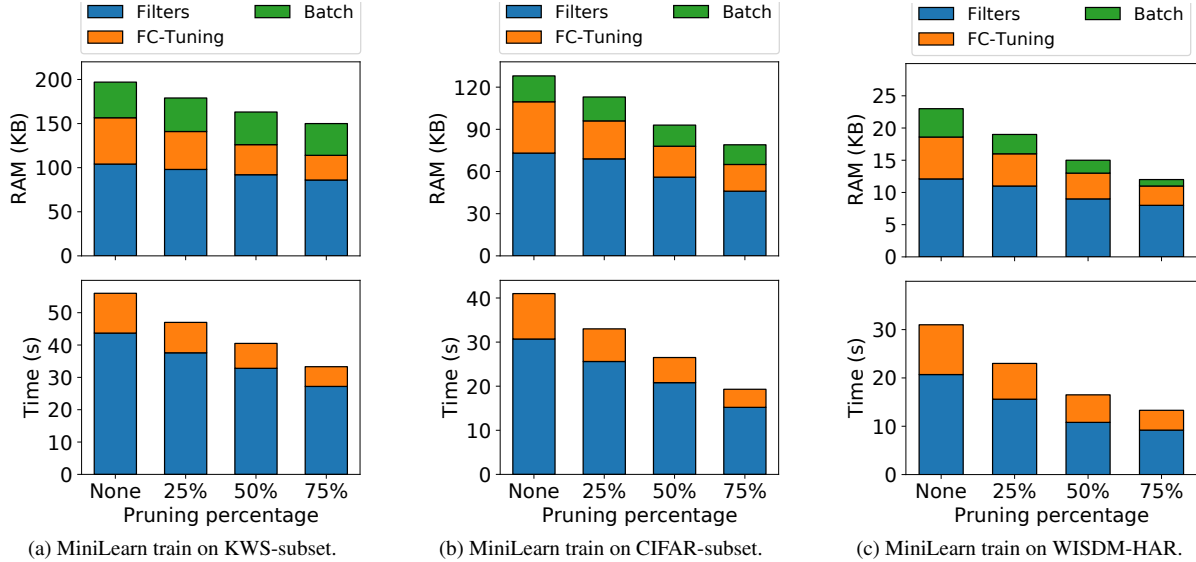 Filters Batch
FC-Tuning
RAM (KB)
200
150
100
50
0
Time (s)
50
40
30
20
10
0
None 25% 50% 75%
Pruning percentage
(a) MiniLearn train on KWS-subset.
Filters Batch
FC-Tuning
RAM (KB)
120
90
60
30
0
Time (s)
40
30
20
10
0
None 25% 50% 75%
Pruning percentage
(b) MiniLearn train on CIFAR-subset.
Filters Batch
FC-Tuning
RAM (KB)
25
20
15
10
5
0
Time (s)
30
20
10
0
None 25% 50% 75%
Pruning percentage
(c) MiniLearn train on WISDM-HAR.